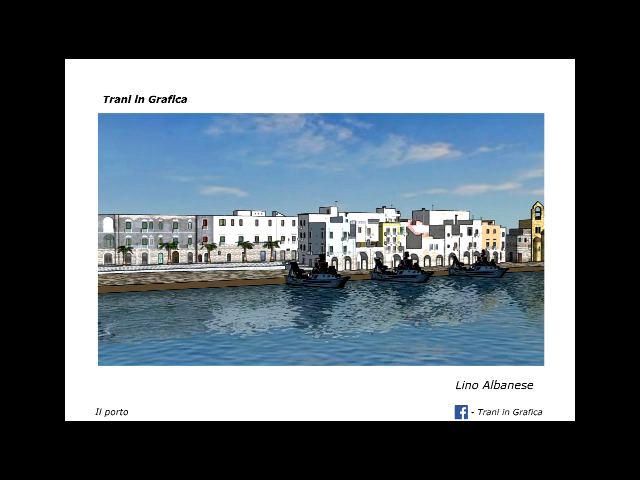 Trani in Grafica
Lino Albanese
Il porto
f - Trani in Grafica